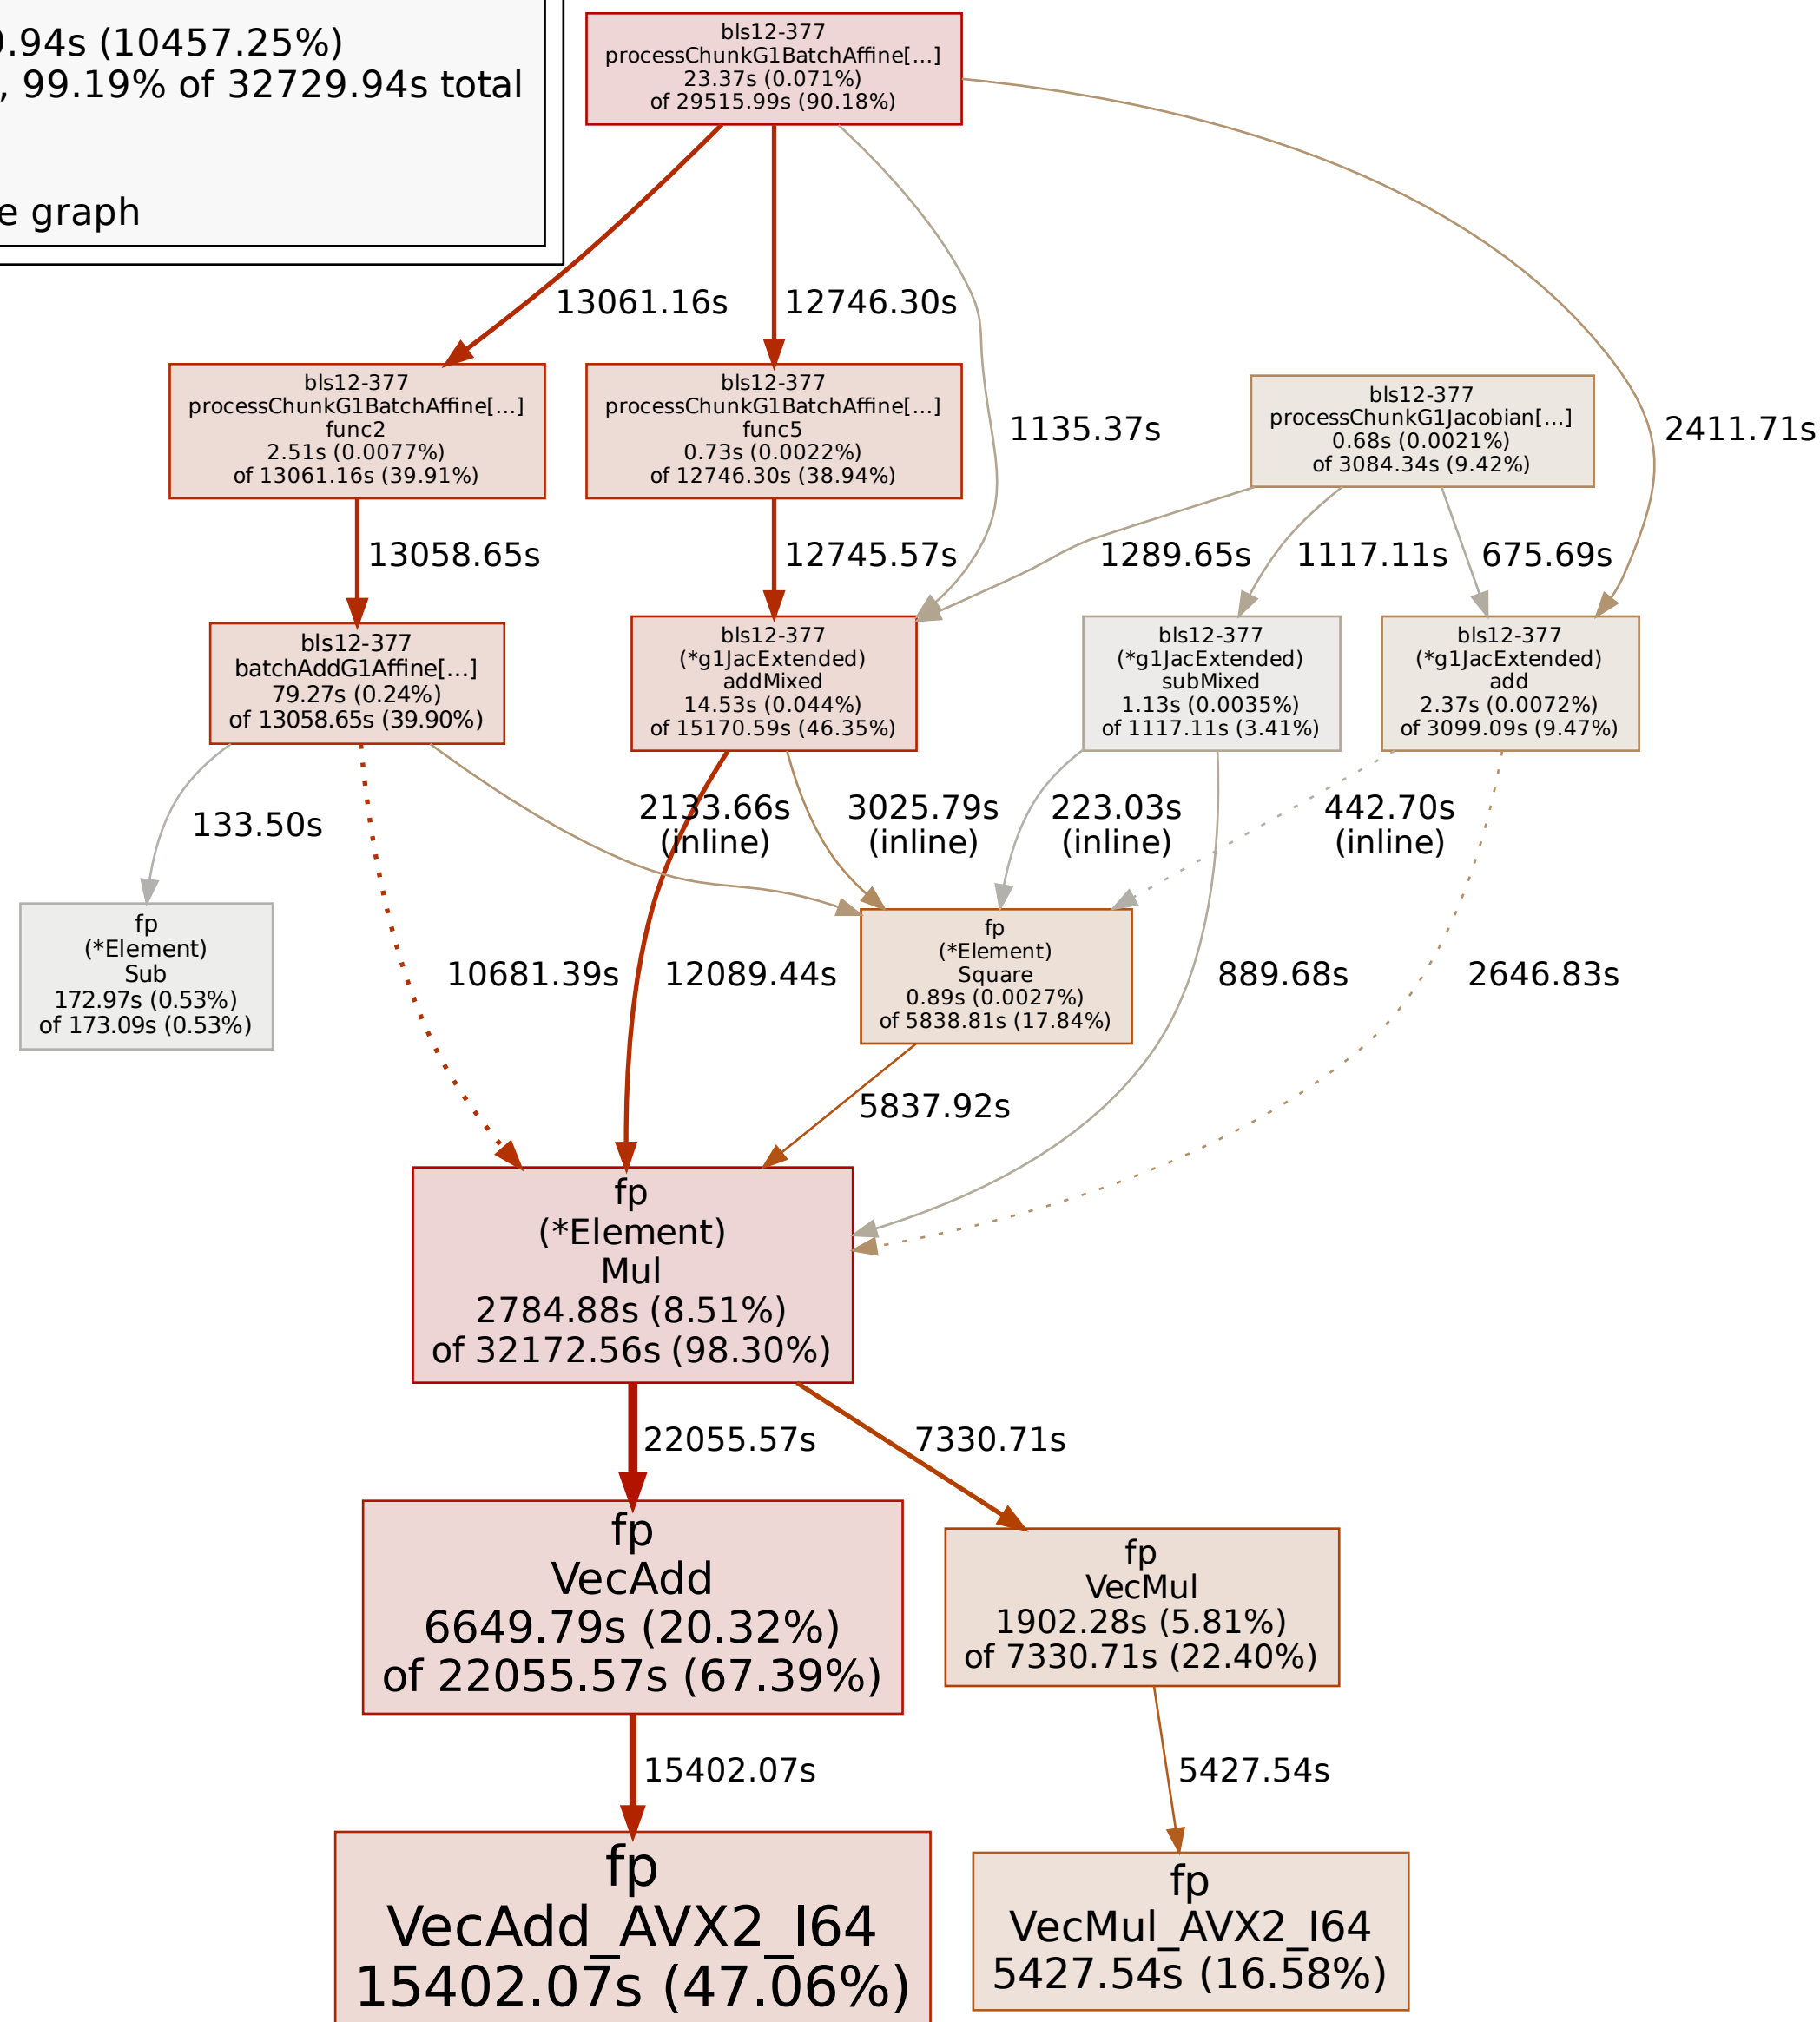 0.94s (10457.25%)
, 99.19% of 32729.94s total
e graph
bls12-377
processChunkG1BatchAffine[...]
23.37s (0.071%)
of 29515.99s (90.18%)
13061.16s
12746.30s
1135.37s
2411.71s
bls12-377
processChunkG1BatchAffine[...]
func2
2.51s (0.0077%)
of 13061.16s (39.91%)
bls12-377
processChunkG1BatchAffine[...]
func5
0.73s (0.0022%)
of 12746.30s (38.94%)
bls12-377
processChunkG1Jacobian[...]
0.68s (0.0021%)
of 3084.34s (9.42%)
13058.65s
12745.57s
1289.65s
1117.11s
675.69s
bls12-377
batchAddG1Affine[...]
79.27s (0.24%)
of 13058.65s (39.90%)
bls12-377
(*g1JacExtended)
addMixed
14.53s (0.044%)
of 15170.59s (46.35%)
bls12-377
(*g1JacExtended)
subMixed
1.13s (0.0035%)
of 1117.11s (3.41%)
bls12-377
(*g1JacExtended)
add
2.37s (0.0072%)
of 3099.09s (9.47%)
133.50s
2133.66s
(inline)
3025.79s
(inline)
223.03s
(inline)
442.70s
(inline)
fp
(*Element)
Sub
172.97s (0.53%)
of 173.09s (0.53%)
10681.39s
12089.44s
fp
(*Element)
Square
0.89s (0.0027%)
of 5838.81s (17.84%)
889.68s
2646.83s
5837.92s
fp
(*Element)
Mul
2784.88s (8.51%)
of 32172.56s (98.30%)
22055.57s
7330.71s
fp
VecAdd
6649.79s (20.32%)
of 22055.57s (67.39%)
fp
VecMul
1902.28s (5.81%)
of 7330.71s (22.40%)
15402.07s
5427.54s
fp
VecAdd_AVX2_I64
15402.07s (47.06%)
fp
VecMul_AVX2_I64
5427.54s (16.58%)